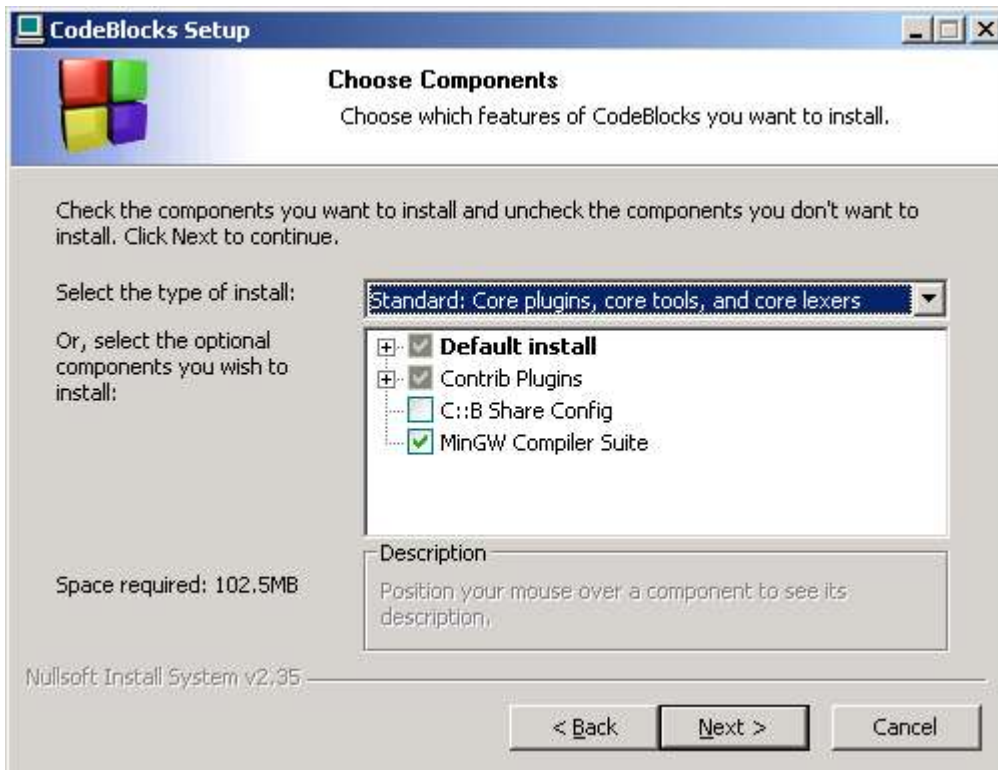 CodeBlocks Setup
Choose Components
Choose which features of CodeBlocks you want to install.
Check the components you want to install and uncheck the components you don't want to
install. Click Next to continue.
Select the type of install:
Standard: Core plugins, core tools, and core lexers
Or, select the optional
components you wish to
install:
Default install
Contrib Plugins
C::B Share Config
MinGW Compiler Suite
Space required: 102.5MB
Description
Position your mouse over a component to see its
description.
Nullsoft Install System v2.35
< Back
Next >
Cancel